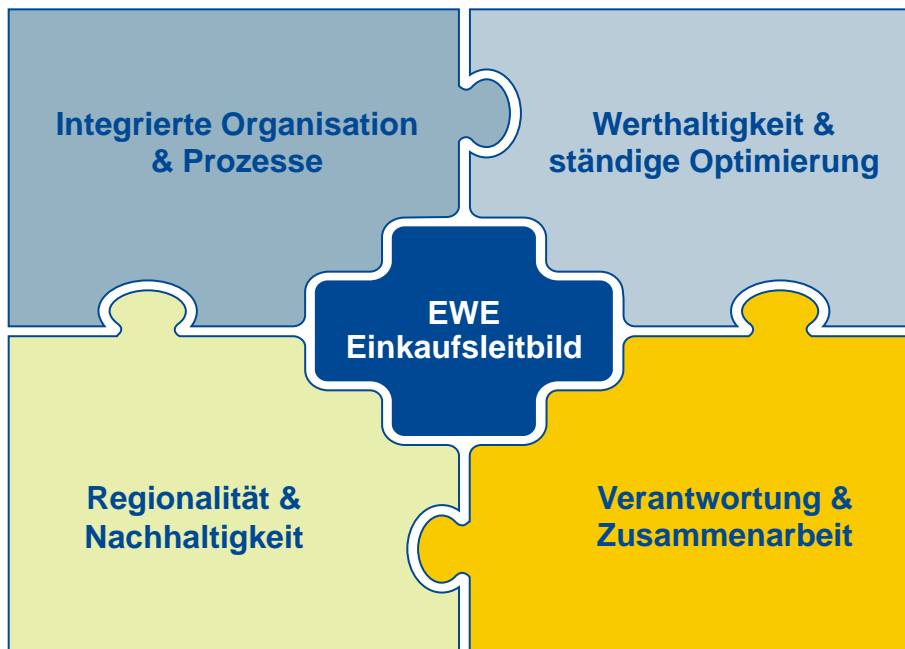 Integrierte Organisation
& Prozesse
Werthaltigkeit &
ständige Optimierung
EWE
Einkaufsleitbild
Regionalität &
Nachhaltigkeit
Verantwortung &
Zusammenarbeit